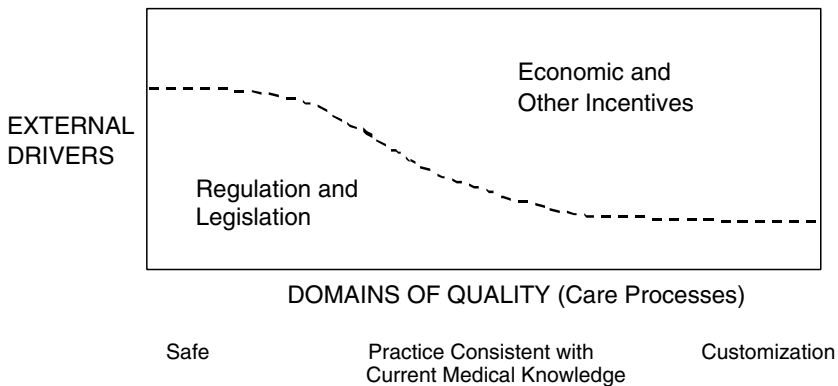 Economic and
Other Incentives
EXTERNAL
DRIVERS
Regulation and
Legislation
DOMAINS OF QUALITY (Care Processes)
Safe
Practice Consistent with
Current Medical Knowledge
Customization